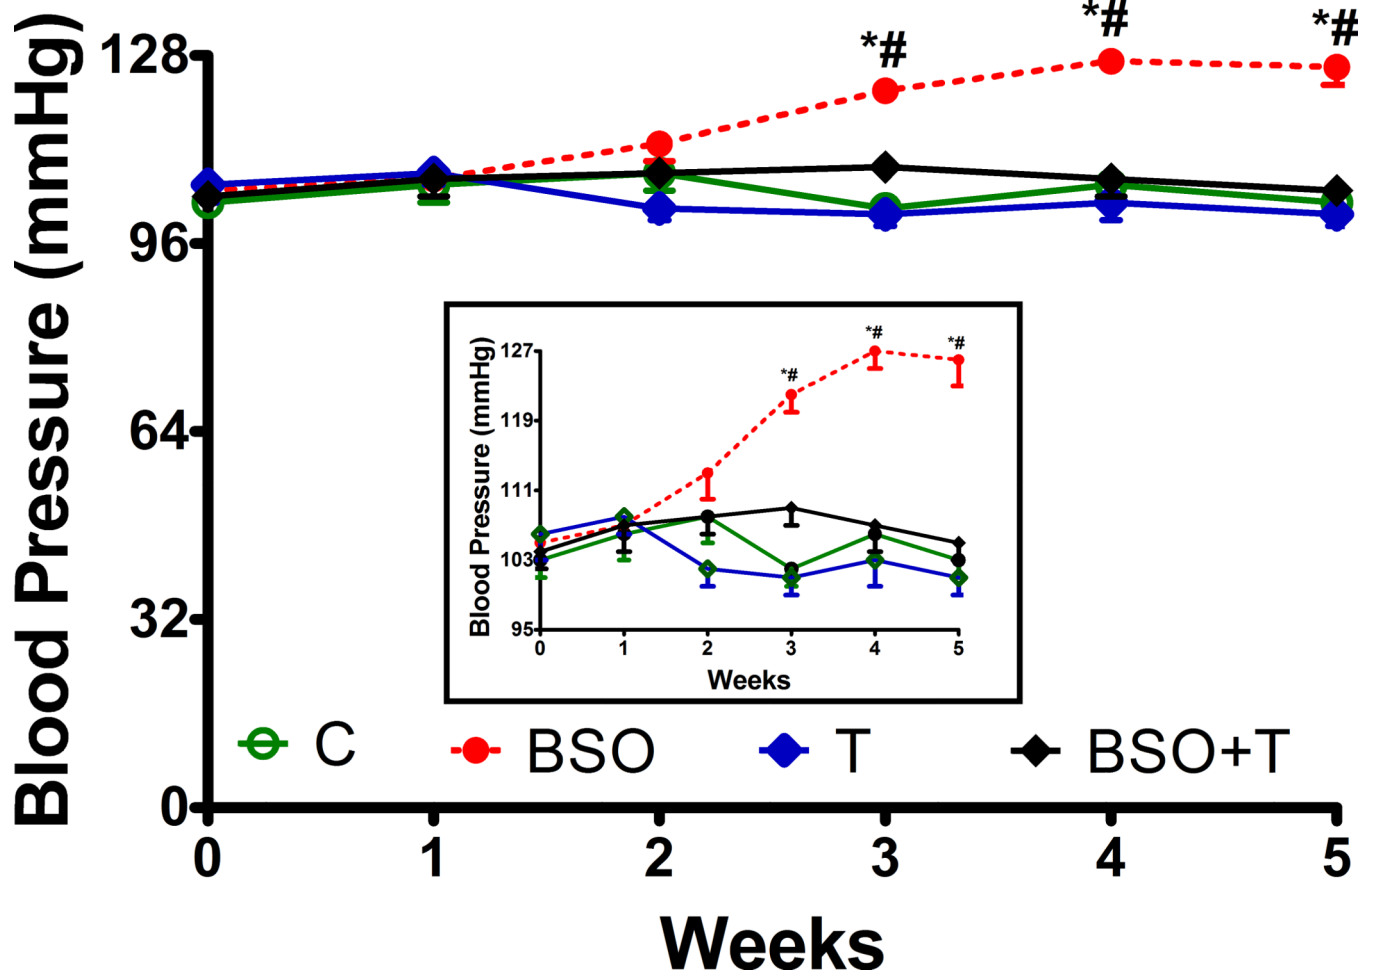 *#
*#
*#
Blood Pressure (mmHg)
128
96
64
32
0
*#
*#
*#
Blood Pressure (mmHg)
127
119
111
103
95
0 1 2 3 4 5
Weeks
C BSO T BSO+T
0 1 2 3 4 5
Weeks